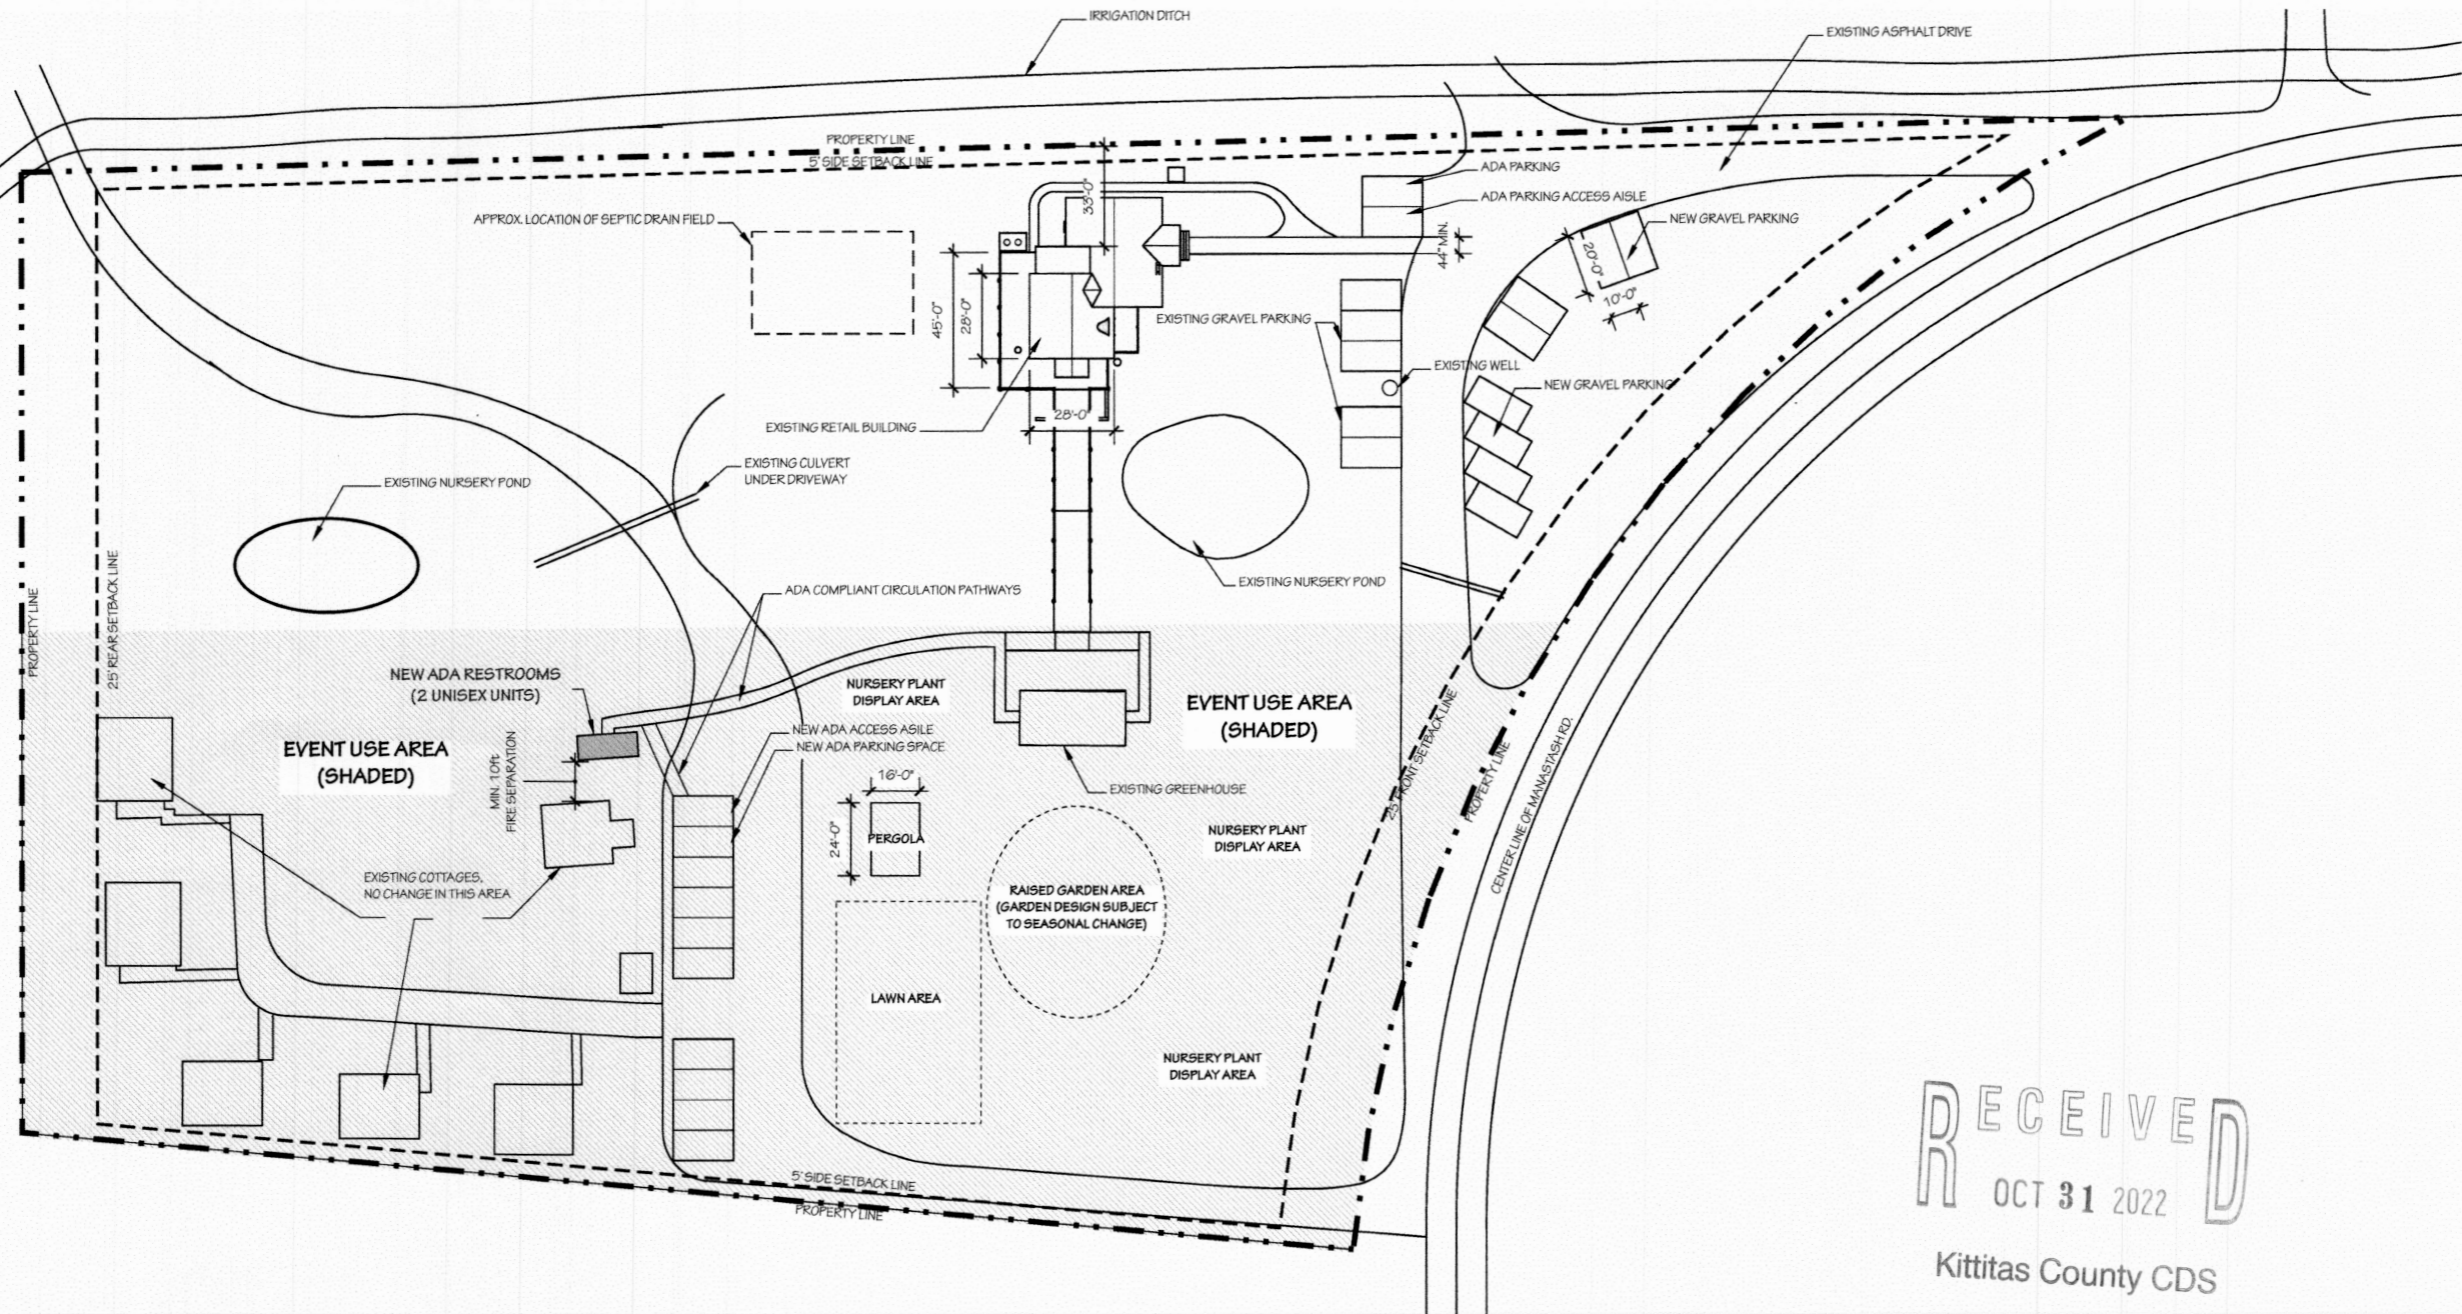 IRRIGATION DITCH
EXISTING ASPHALT DRIVE
PROPERTY LINE
5' SIDE SETBACK LINE
ADA PARKING
ADA PARKING ACCESS AISLE
33'-0"
APPROX. LOCATION OF SEPTIC DRAIN FIELD
NEW GRAVEL PARKING
44" MIN.
20'-0"
10'-0"
45'-0"
28'-0"
EXISTING GRAVEL PARKING
EXISTING WELL
NEW GRAVEL PARKING
28'-0"
EXISTING RETAIL BUILDING
EXISTING CULVERT
UNDER DRIVEWAY
EXISTING NURSERY POND
EXISTING NURSERY POND
ADA COMPLIANT CIRCULATION PATHWAYS
PROPERTY LINE
25' REAR SETBACK LINE
NEW ADA RESTROOMS
(2 UNISEX UNITS)
NURSERY PLANT
DISPLAY AREA
EVENT USE AREA
(SHADED)
NEW ADA ACCESS ASILE
NEW ADA PARKING SPACE
EVENT USE AREA
(SHADED)
MIN. 10ft
FIRE SEPARATION
16'-0"
24'-0"
PERGOLA
EXISTING GREENHOUSE
25' FRONT SETBACK LINE
PROPERTY LINE
CENTER LINE OF MANASTASH RD.
NURSERY PLANT
DISPLAY AREA
EXISTING COTTAGES,
NO CHANGE IN THIS AREA
RAISED GARDEN AREA
(GARDEN DESIGN SUBJECT
TO SEASONAL CHANGE)
LAWN AREA
NURSERY PLANT
DISPLAY AREA
5' SIDE SETBACK LINE
PROPERTY LINE
RECEIVED
OCT 31 2022
Kittitas County CDS